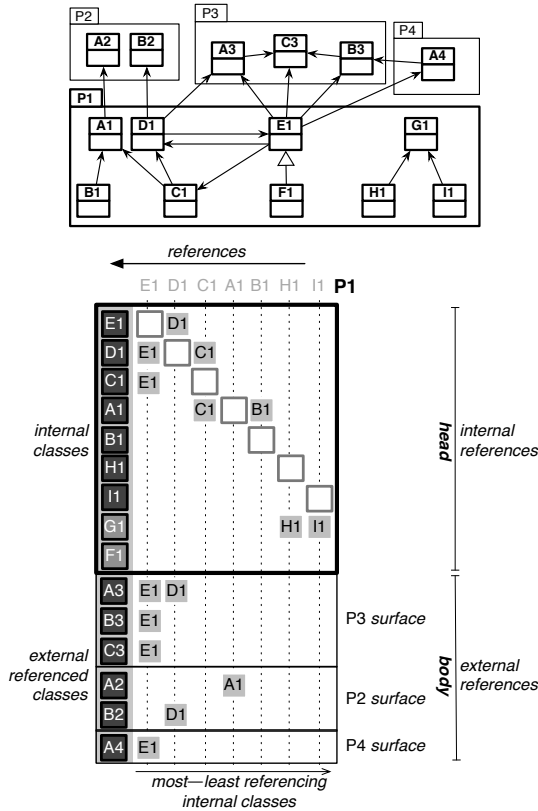 P2
P3
P4
A2 B2
A3 C3 B3
A4
P1
A1 D1 E1 G1
B1 C1 F1 H1 I1
references
E1 D1 C1 A1 B1 H1 I1 P1
E1 D1
D1 E1 C1
C1 E1
A1 C1 B1
B1
H1
I1
G1 H1 I1
F1
internal
classes
head
internal
references
A3 E1 D1
B3 E1
C3 E1
A2 A1
B2 D1
A4 E1
external
referenced
classes
P3 surface
P2 surface
P4 surface
body
external
references
most—least referencing
internal classes